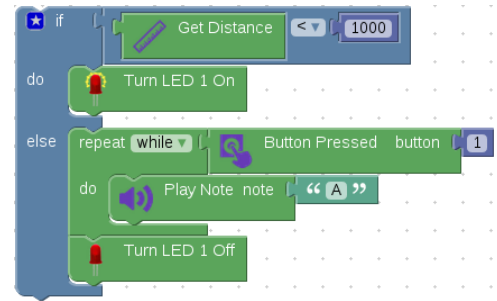 if Get Distance < 1000
do Turn LED 1 On
else repeat while Button Pressed button 1
do Play Note note “ A ”
Turn LED 1 Off